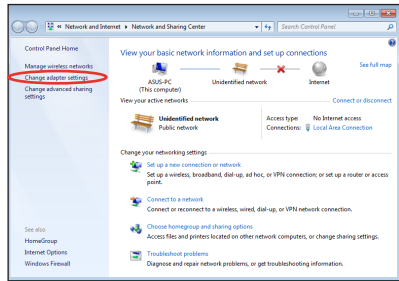 « Network and Internet ▸ Network and Sharing Center
Search Control Panel
Control Panel Home
Manage wireless networks
Change adapter settings
Change advanced sharing
settings
View your basic network information and set up connections
See full map
ASUS-PC
(This computer)
Unidentified network
Internet
View your active networks
Connect or disconnect
Unidentified network
Public network
Access type: No Internet access
Connections: Local Area Connection
Change your networking settings
Set up a new connection or network
Set up a wireless, broadband, dial-up, ad hoc, or VPN connection; or set up a router or access
point.
Connect to a network
Connect or reconnect to a wireless, wired, dial-up, or VPN network connection.
Choose homegroup and sharing options
Access files and printers located on other network computers, or change sharing settings.
Troubleshoot problems
Diagnose and repair network problems, or get troubleshooting information.
See also
HomeGroup
Internet Options
Windows Firewall